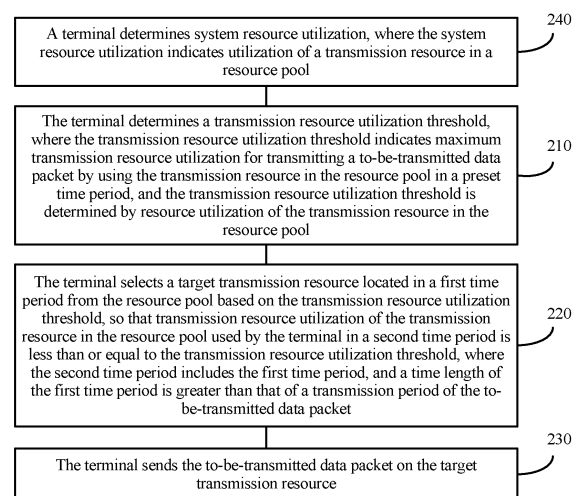 240
A terminal determines system resource utilization, where the system
resource utilization indicates utilization of a transmission resource in a
resource pool
The terminal determines a transmission resource utilization threshold,
where the transmission resource utilization threshold indicates maximum
transmission resource utilization for transmitting a to-be-transmitted data
packet by using the transmission resource in the resource pool in a preset
time period, and the transmission resource utilization threshold is
determined by resource utilization of the transmission resource in the
resource pool
210
The terminal selects a target transmission resource located in a first time
period from the resource pool based on the transmission resource utilization
threshold, so that transmission resource utilization of the transmission
resource in the resource pool used by the terminal in a second time period is
less than or equal to the transmission resource utilization threshold, where
the second time period includes the first time period, and a time length of
the first time period is greater than that of a transmission period of the to-
be-transmitted data packet
220
230
The terminal sends the to-be-transmitted data packet on the target
transmission resource